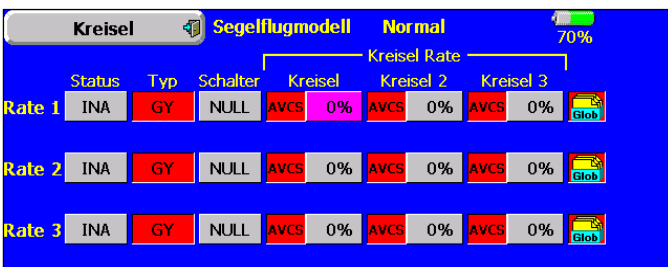 Kreisel Segelflugmodell Normal 70%
Kreisel Rate
Status Typ Schalter Kreisel Kreisel 2 Kreisel 3
Rate 1 INA GY NULL AVCS 0% AVCS 0% AVCS 0% Glob
Rate 2 INA GY NULL AVCS 0% AVCS 0% AVCS 0% Glob
Rate 3 INA GY NULL AVCS 0% AVCS 0% AVCS 0% Glob